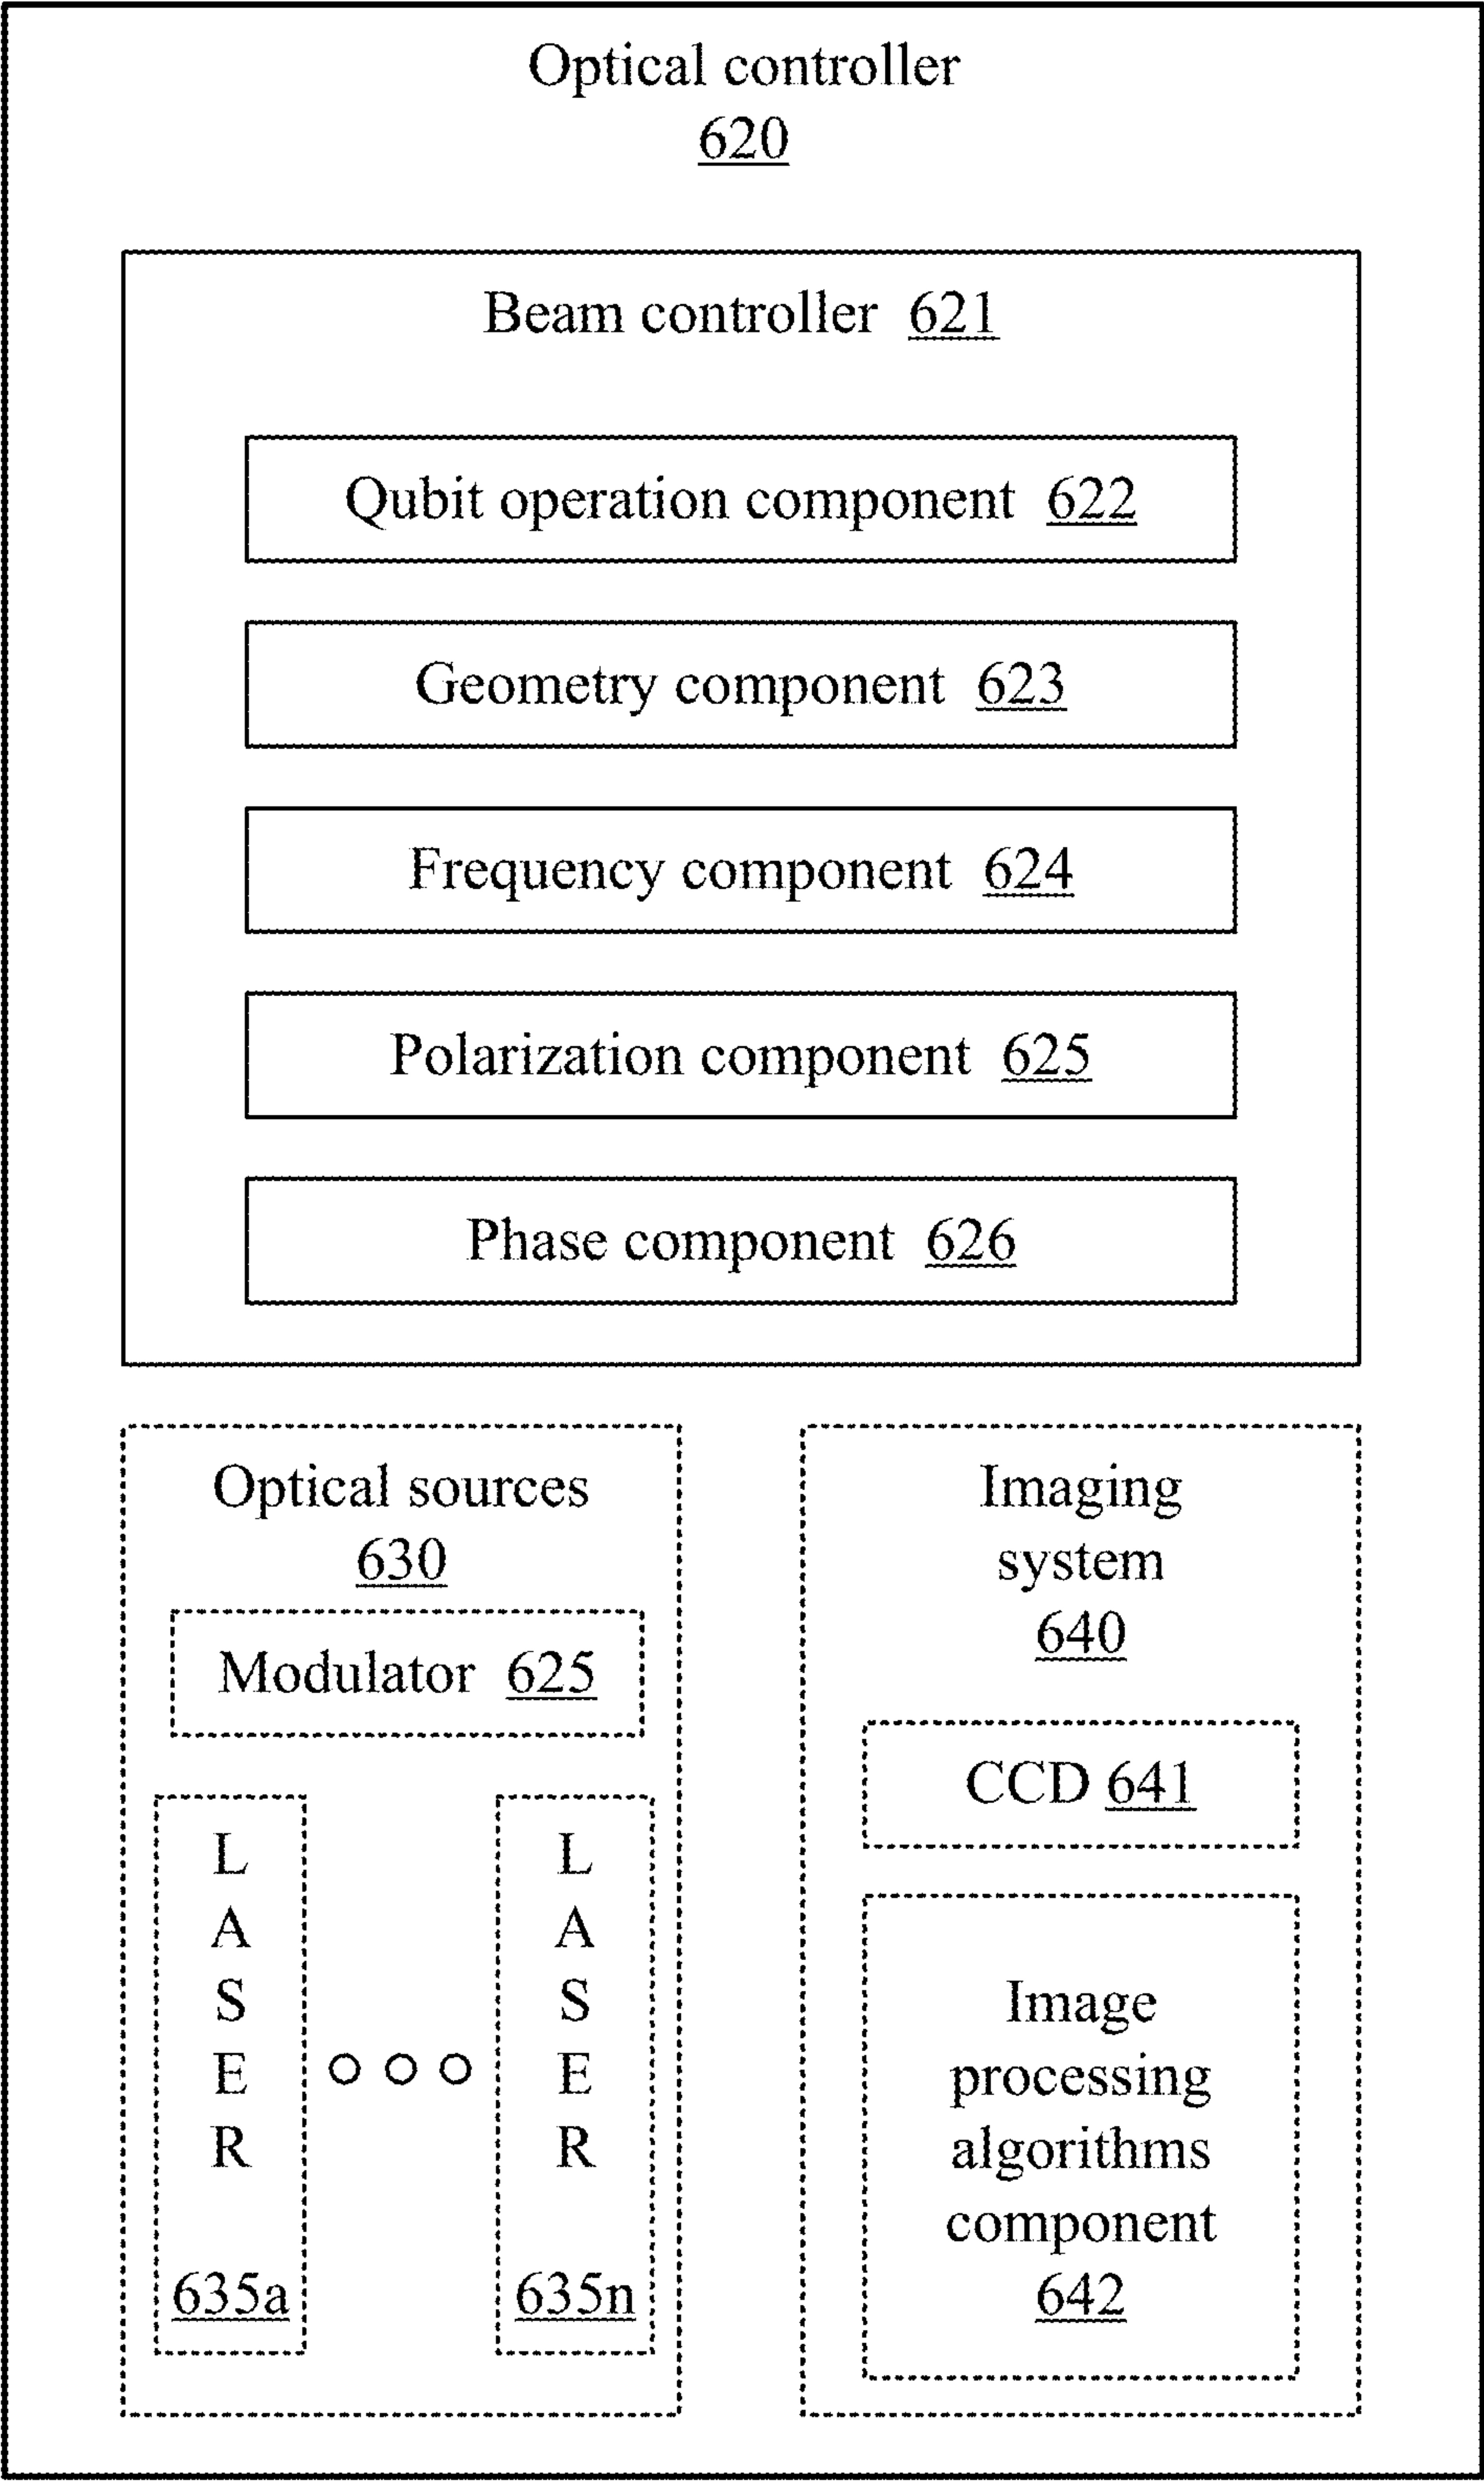 Optical controller
620
Beam controller 621
Qubit operation component 622
Geometry component 623
Frequency component 624
Polarization component 625
Phase component 626
Optical sources
630
Modulator 625
L
A
S
E
R
635a
L
A
S
E
R
635n
Imaging
system
640
CCD 641
Image
processing
algorithms
component
642